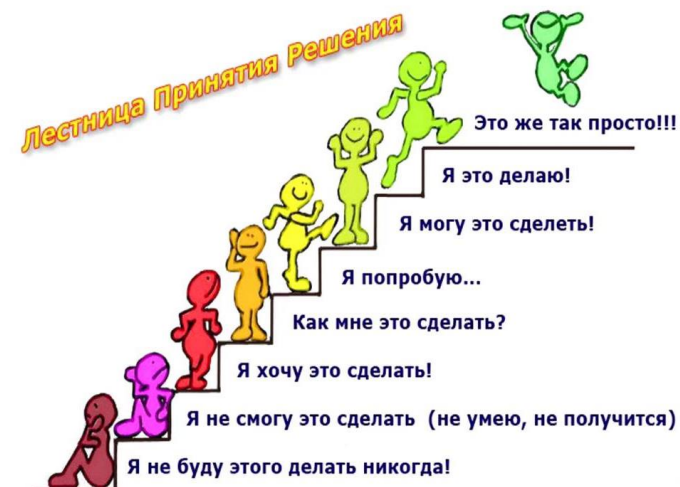 Лестница Принятия Решения
Это же так просто!!!
Я это делаю!
Я могу это сделеть!
Я попробую...
Как мне это сделать?
Я хочу это сделать!
Я не смогу это сделать (не умею, не получится)
Я не буду этого делать никогда!